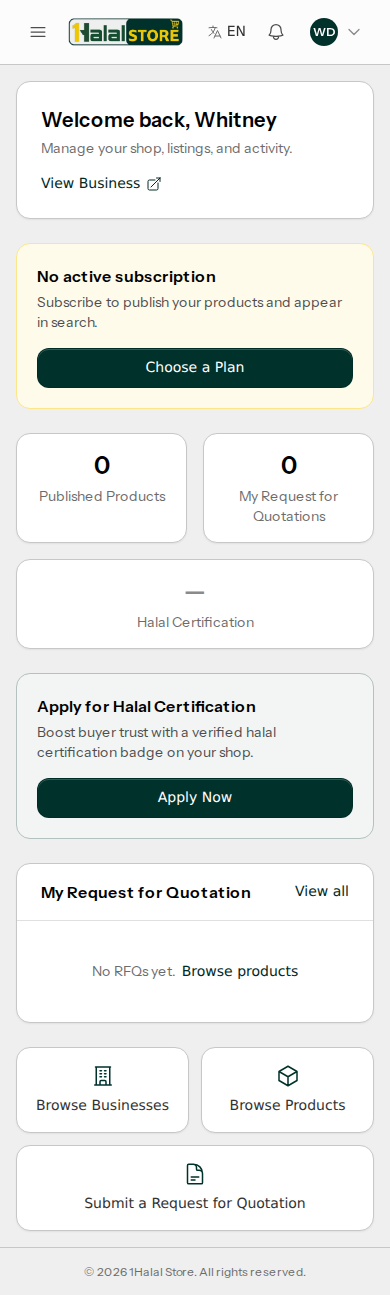 1Halal STORE
EN
WD
Welcome back, Whitney
Manage your shop, listings, and activity.
View Business
No active subscription
Subscribe to publish your products and appear
in search.
Choose a Plan
0
Published Products
0
My Request for
Quotations
—
Halal Certification
Apply for Halal Certification
Boost buyer trust with a verified halal
certification badge on your shop.
Apply Now
My Request for Quotation
View all
No RFQs yet. Browse products
Browse Businesses
Browse Products
Submit a Request for Quotation
© 2026 1Halal Store. All rights reserved.